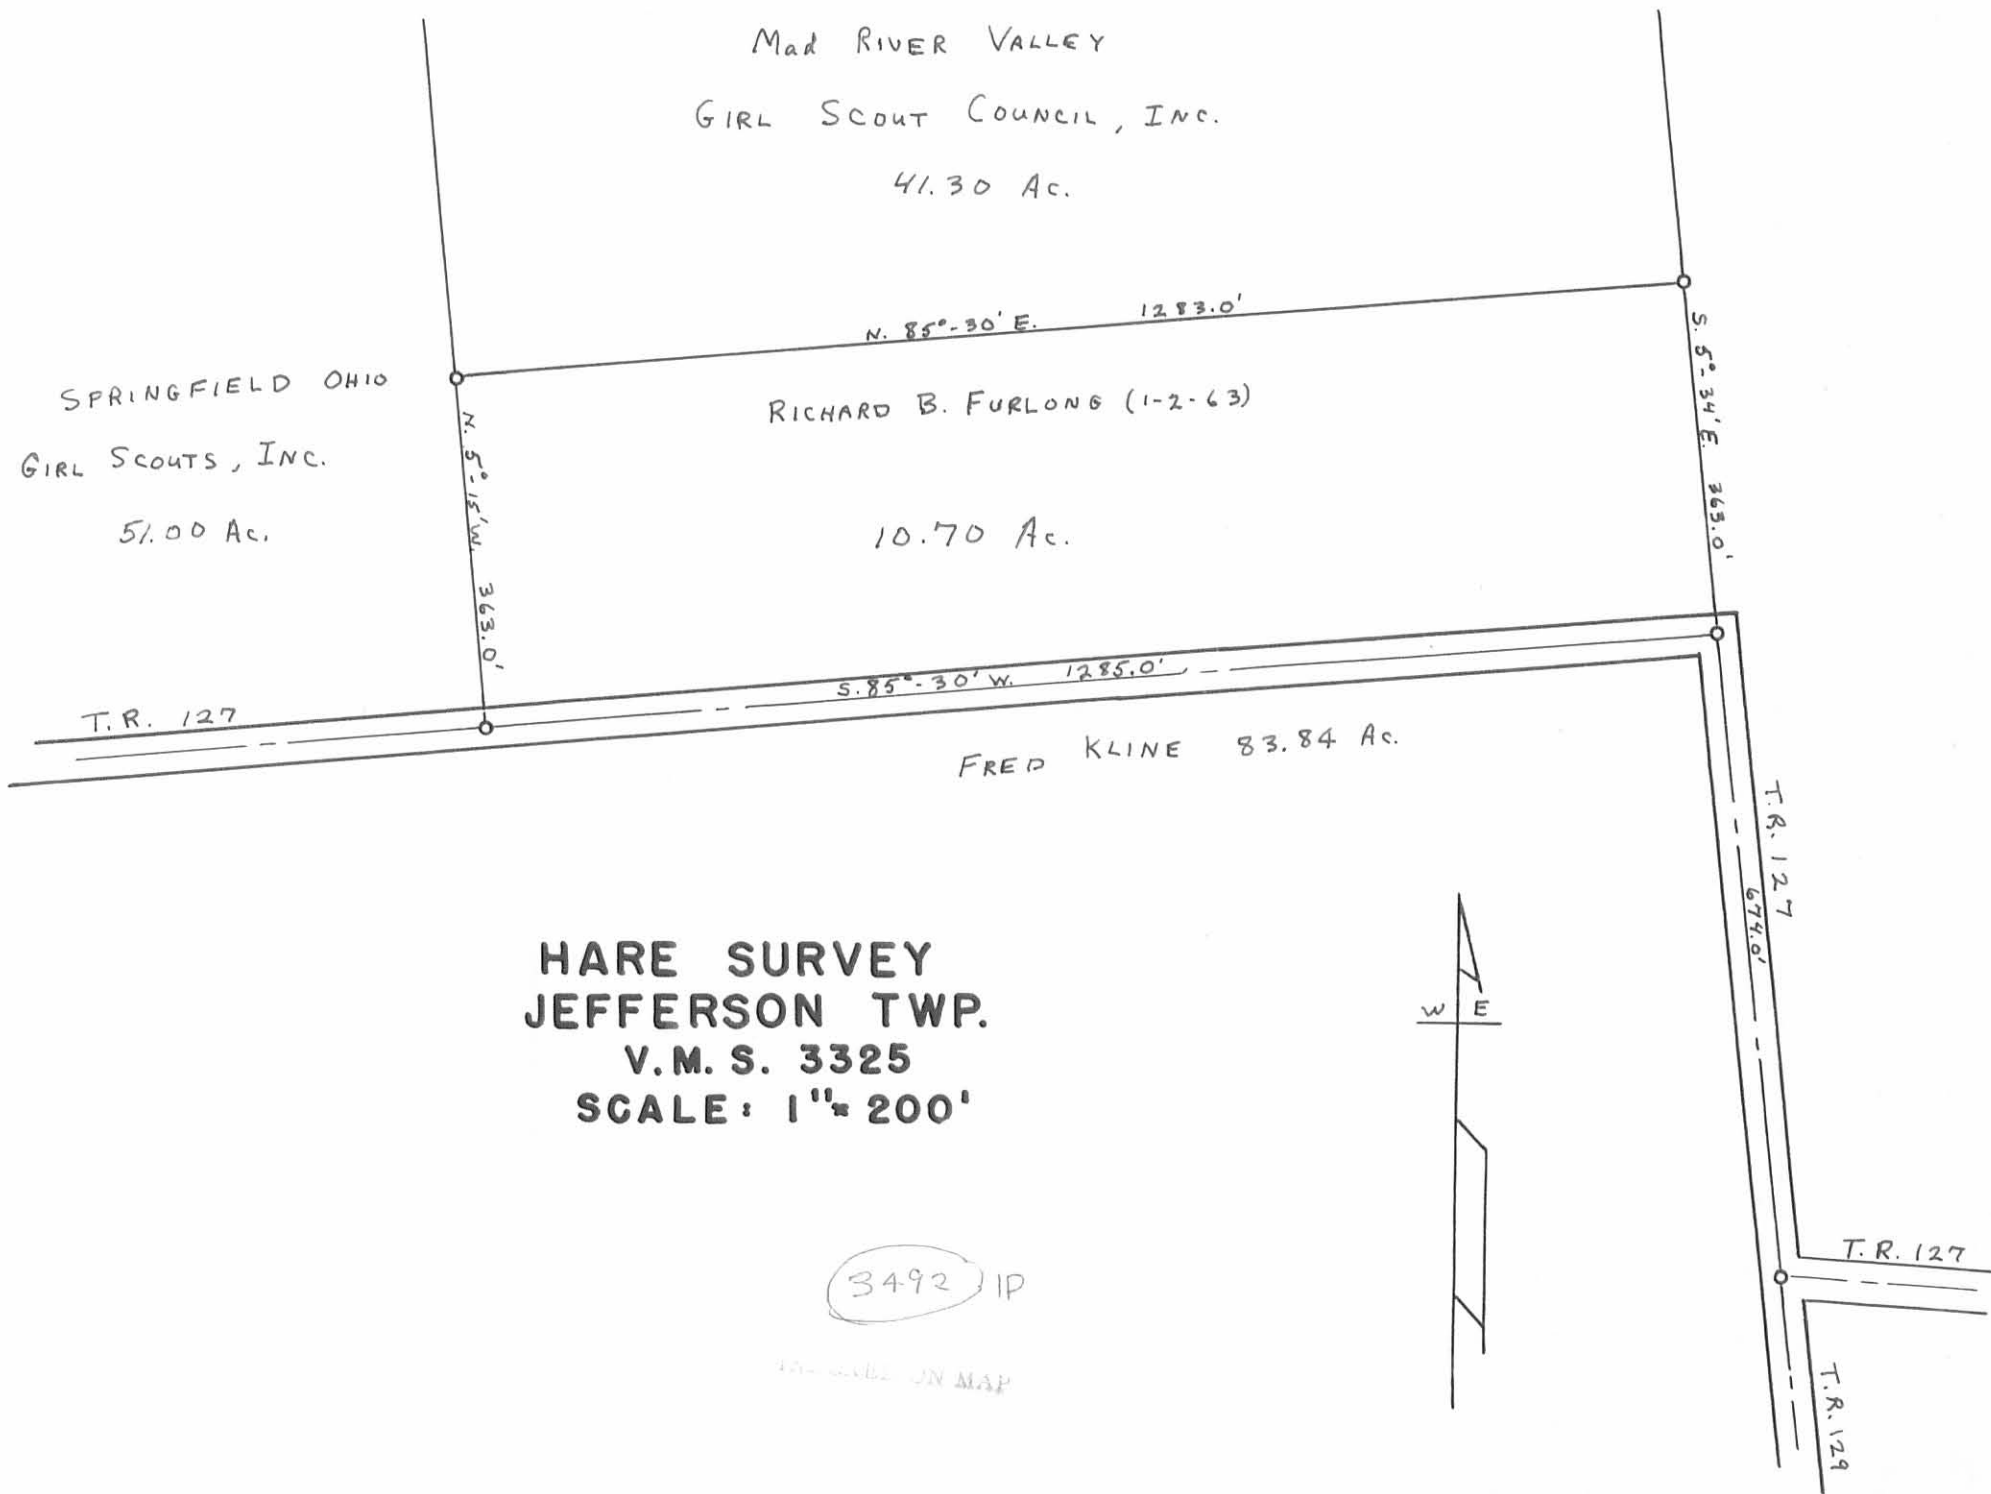 Mad RIVER VALLEY
GIRL SCOUT COUNCIL, INC.
41.30 Ac.
N. 85°-30' E. 1283.0'
SPRINGFIELD OHIO
GIRL SCOUTS, INC.
51.00 Ac.
RICHARD B. FURLONG (1-2-63)
10.70 Ac.
N. 5°-15' W. 363.0'
S. 5°-34' E. 363.0'
S. 85°-30' W. 1285.0'
T.R. 127
FRED KLINE 83.84 Ac.
T.R. 127
674.0'
HARE SURVEY
JEFFERSON TWP.
V.M.S. 3325
SCALE: 1"= 200'
W E
3492 IP
ON MAP
T.R. 127
T.R. 129